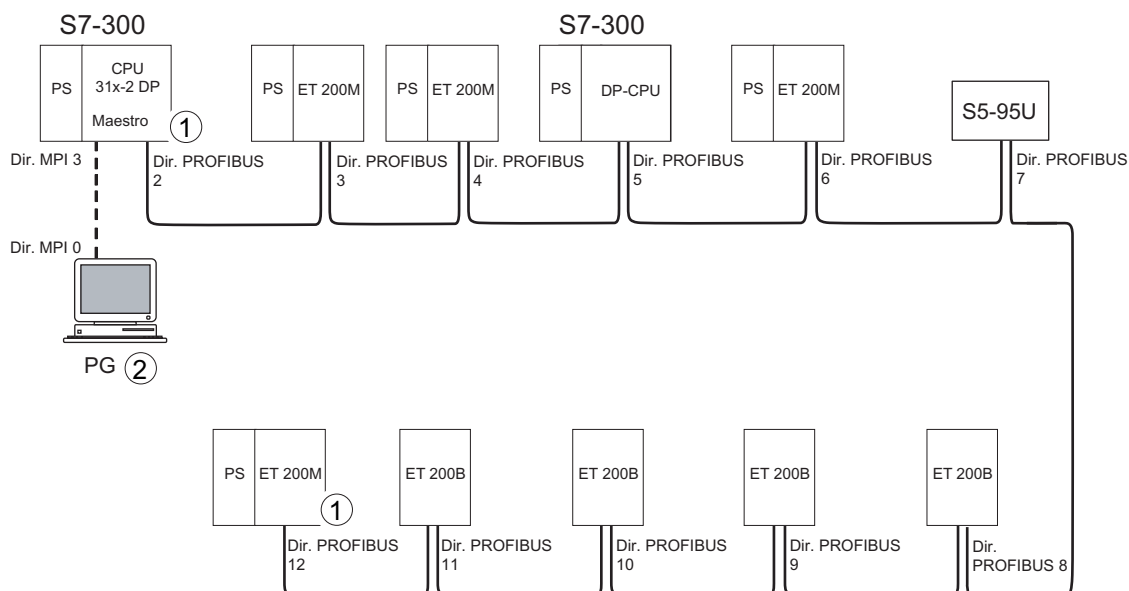 S7-300
S7-300
PS
CPU
31x-2 DP
Maestro
1
PS
ET 200M
PS
ET 200M
PS
DP-CPU
PS
ET 200M
S5-95U
Dir. MPI 3
Dir. PROFIBUS
2
Dir. PROFIBUS
3
Dir. PROFIBUS
4
Dir. PROFIBUS
5
Dir. PROFIBUS
6
Dir. PROFIBUS
7
Dir. MPI 0
PG 2
PS
ET 200M
1
ET 200B
ET 200B
ET 200B
ET 200B
Dir. PROFIBUS
12
Dir. PROFIBUS
11
Dir. PROFIBUS
10
Dir. PROFIBUS
9
Dir.
PROFIBUS 8